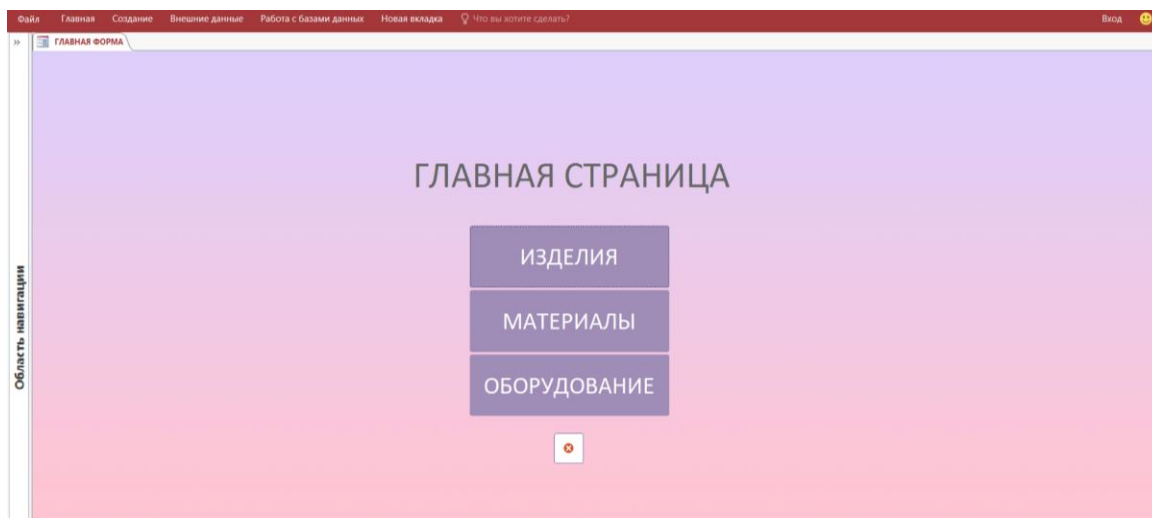 Файл Главная Создание Внешние данные Работа с базами данных Новая вкладка Что вы хотите сделать? Вход
» ГЛАВНАЯ ФОРМА
Область навигации
ГЛАВНАЯ СТРАНИЦА
ИЗДЕЛИЯ
МАТЕРИАЛЫ
ОБОРУДОВАНИЕ